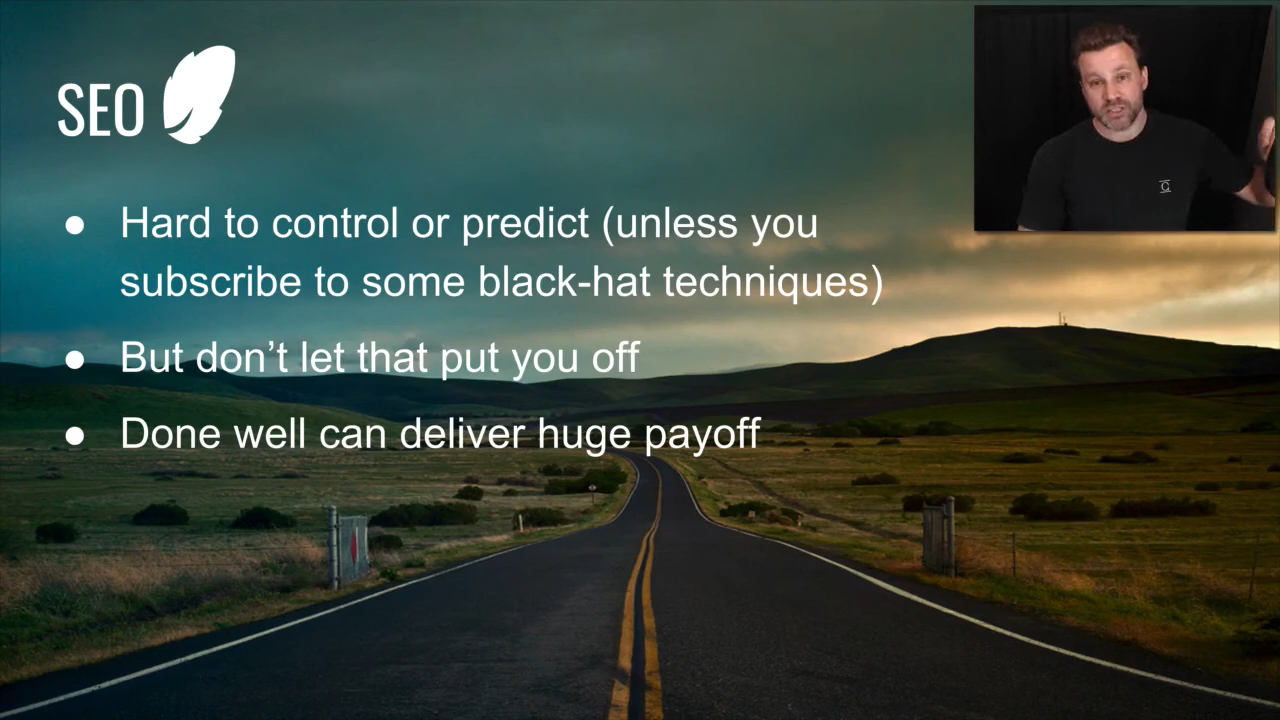 SEO
● Hard to control or predict (unless you
subscribe to some black-hat techniques)
● But don’t let that put you off
● Done well can deliver huge payoff